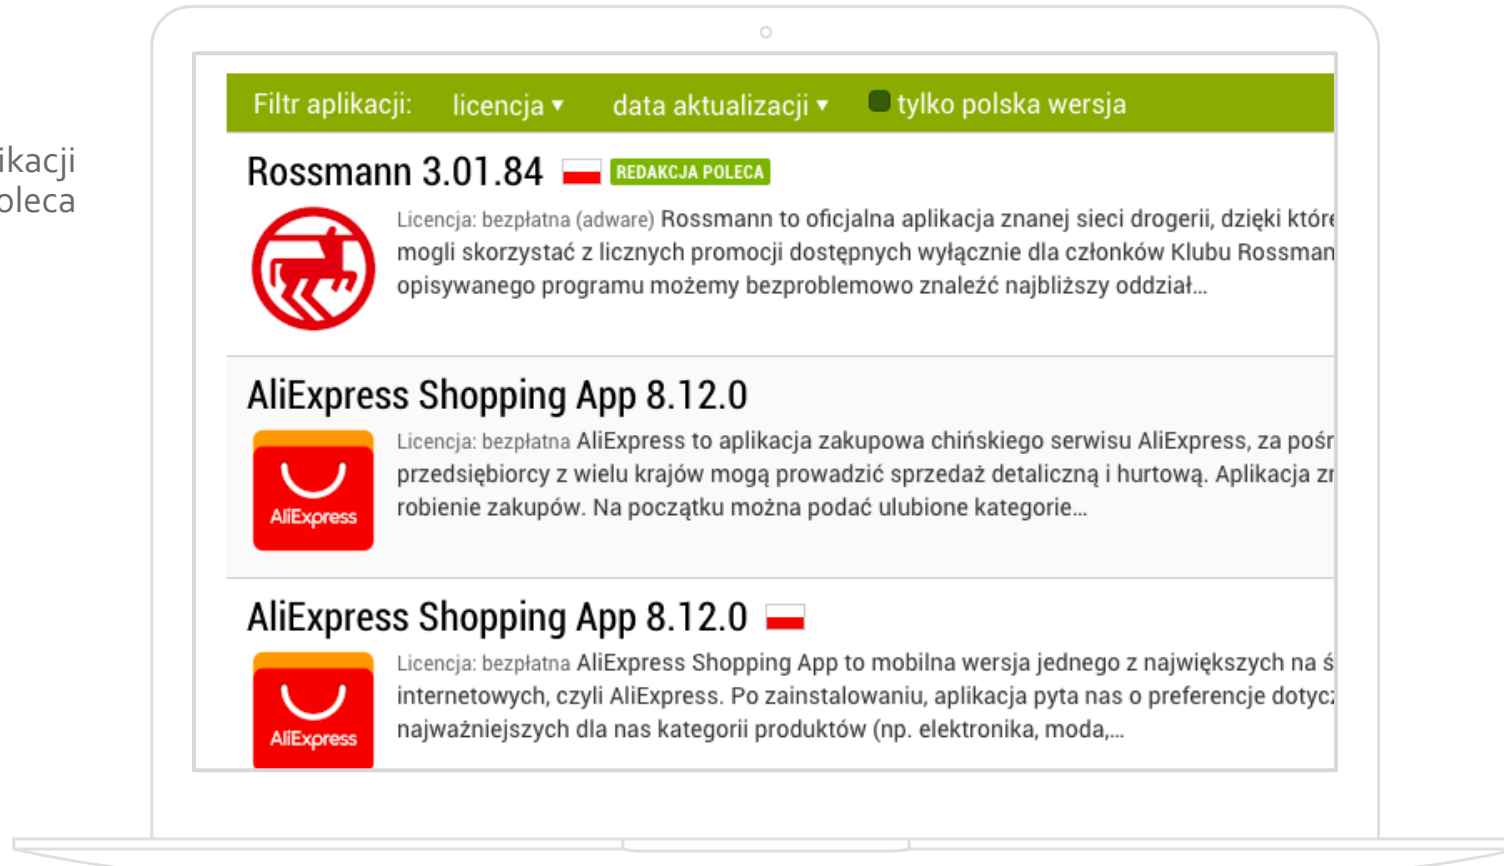 ikacji
oleca
Filtr aplikacji: licencja ▾ data aktualizacji ▾ tylko polska wersja
Rossmann 3.01.84 REDAKCJA POLECA
Licencja: bezpłatna (adware) Rossmann to oficjalna aplikacja znanej sieci drogerii, dzięki które
mogli skorzystać z licznych promocji dostępnych wyłącznie dla członków Klubu Rossman
opisywanego programu możemy bezproblemowo znaleźć najbliższy oddział...
AliExpress Shopping App 8.12.0
Licencja: bezpłatna AliExpress to aplikacja zakupowa chińskiego serwisu AliExpress, za pośr
przedsiębiorcy z wielu krajów mogą prowadzić sprzedaż detaliczną i hurtową. Aplikacja zn
robienie zakupów. Na początku można podać ulubione kategorie...
AliExpress
AliExpress Shopping App 8.12.0
Licencja: bezpłatna AliExpress Shopping App to mobilna wersja jednego z największych na ś
internetowych, czyli AliExpress. Po zainstalowaniu, aplikacja pyta nas o preferencje dotycz
najważniejszych dla nas kategorii produktów (np. elektronika, moda,...
AliExpress